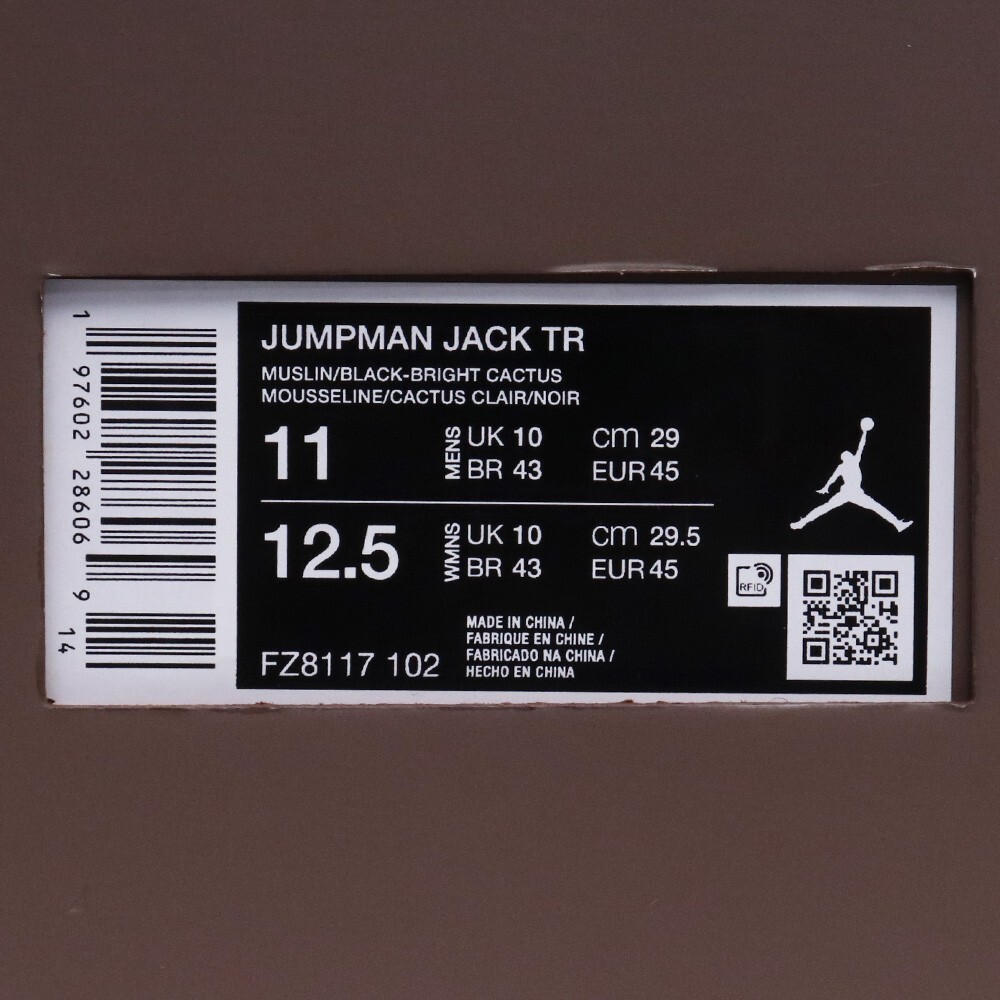 JUMPMAN JACK TR
MUSLIN/BLACK-BRIGHT CACTUS
MOUSSELINE/CACTUS CLAIR/NOIR
11 MENS UK 10 cm 29
BR 43 EUR 45
12.5 WMNS UK 10 cm 29.5
BR 43 EUR 45
RFID
MADE IN CHINA /
FABRIQUE EN CHINE /
FABRICADO NA CHINA /
HECHO EN CHINA
FZ8117 102
1 97602 28606 9 14